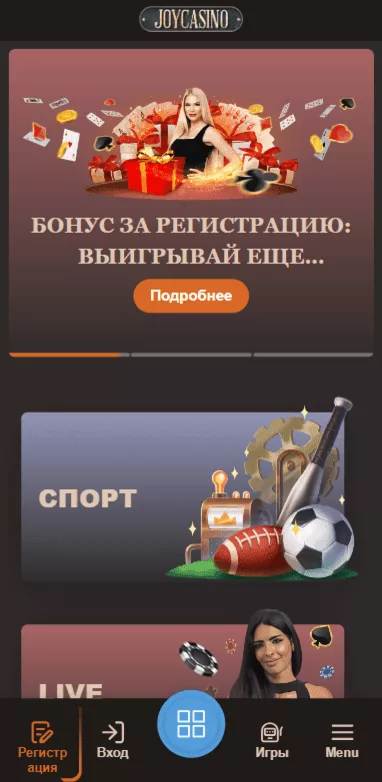 JOYCASINO
БОНУС ЗА РЕГИСТРАЦИЮ:
ВЫИГРЫВАЙ ЕЩЕ...
Подробнее
СПОРТ
LIVE
Регистр
ация
Вход
Игры
Menu